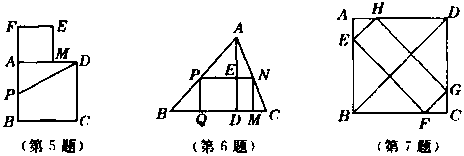 F E
A M D
P
B C
(第5题)
A
P E N
B Q D M C
(第6题)
A H D
E
G
B F C
(第7题)